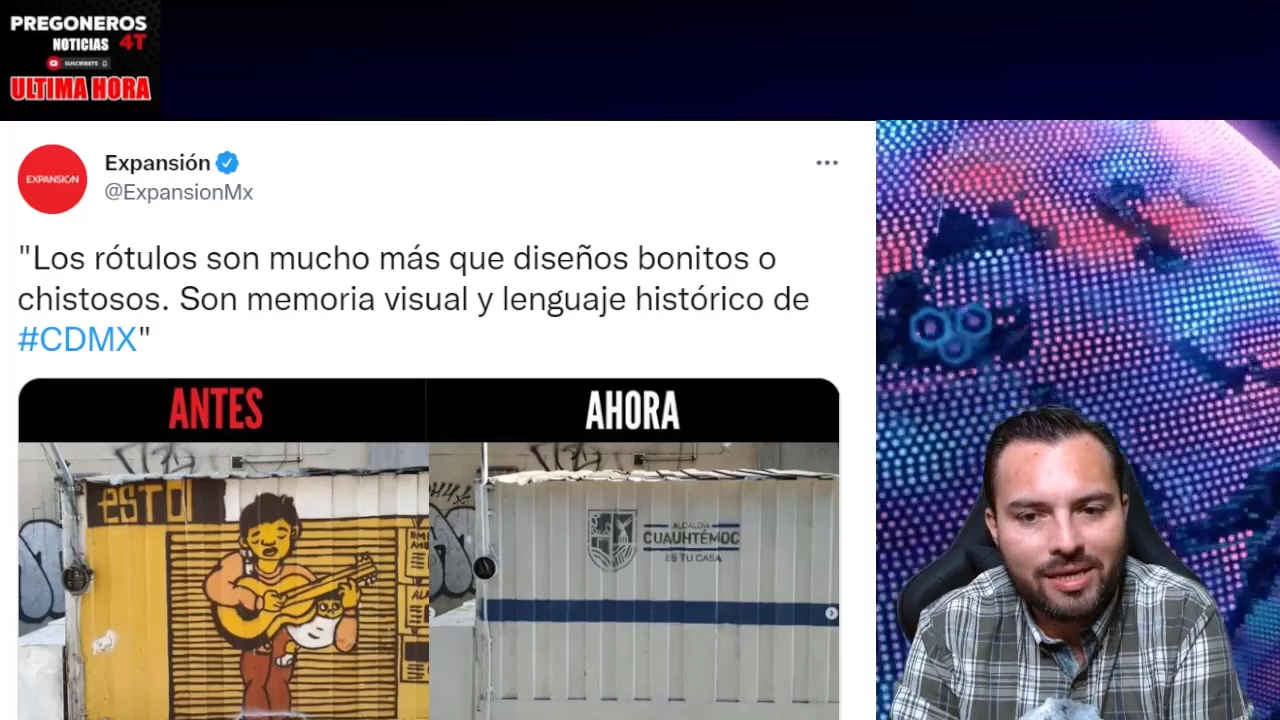 PREGONEROS
NOTICIAS 4T
SUSCRIBETE
ULTIMA HORA
EXPANSIÓN
Expansión
@ExpansionMx
"Los rótulos son mucho más que diseños bonitos o
chistosos. Son memoria visual y lenguaje histórico de
#CDMX"
ANTES
AHORA
ESTO
ALCALDÍA
CUAUHTÉMOC
ES TU CASA